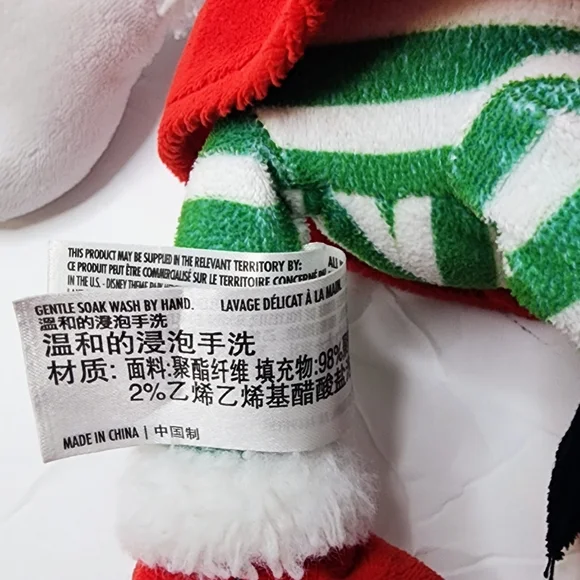 THIS PRODUCT MAY BE SUPPLIED IN THE RELEVANT TERRITORY BY: ALL
CE PRODUIT PEUT ÊTRE COMMERCIALISÉ SUR LE TERRITOIRE CONCERNÉ
IN THE U.S. - DISNEY THEME PARK
GENTLE SOAK WASH BY HAND. LAVAGE DÉLICAT À LA MAIN.
溫和的浸泡手洗
温和的浸泡手洗
材质: 面料:聚酯纤维 填充物:98%
2%乙烯乙烯基醋酸盐
MADE IN CHINA | 中国制